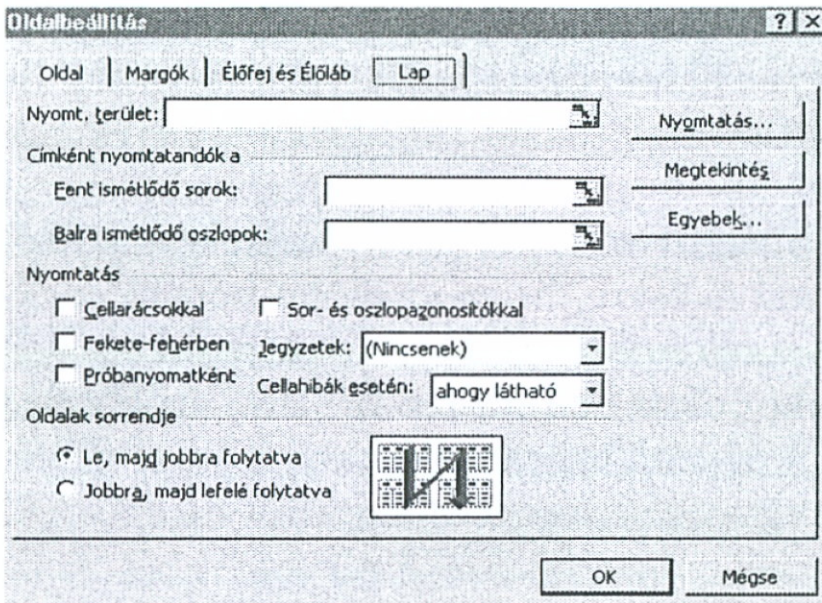 Oldalbeállítás
Oldal Margók Élőfej és Élőláb Lap
Nyomt. terület:
Nyomtatás...
Címként nyomtatandók a
Megtekintés
Fent ismétlődő sorok:
Egyebek...
Balra ismétlődő oszlopok:
Nyomtatás
Cellarácsokkal Sor- és oszlopazonosítókkal
Fekete-fehérben Jegyzetek: (Nincsenek)
Próbanyomatként Cellahibák esetén: ahogy látható
Oldalak sorrendje
Le, majd jobbra folytatva
Jobbra, majd lefelé folytatva
OK Mégse